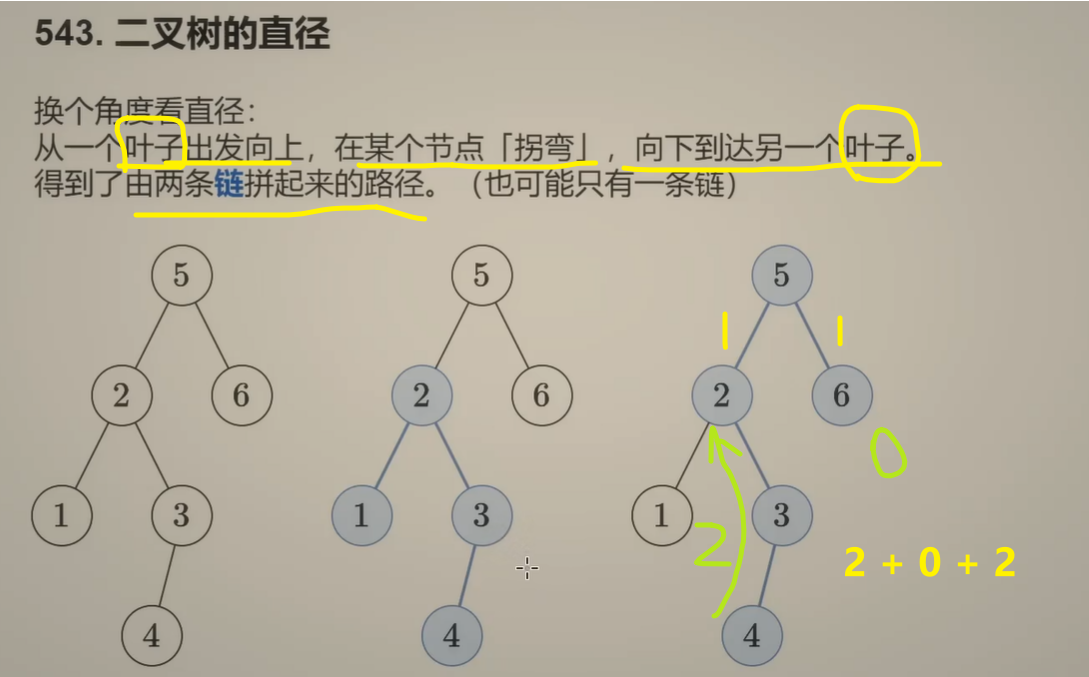 543. 二叉树的直径
换个角度看直径：
从一个叶子出发向上，在某个节点「拐弯」，向下到达另一个叶子。
得到了由两条链拼起来的路径。（也可能只有一条链）
5 5 5
1 1
2 6 2 6 2 6
0
1 3 1 3 1 3
2
2 + 0 + 2
4 4 4